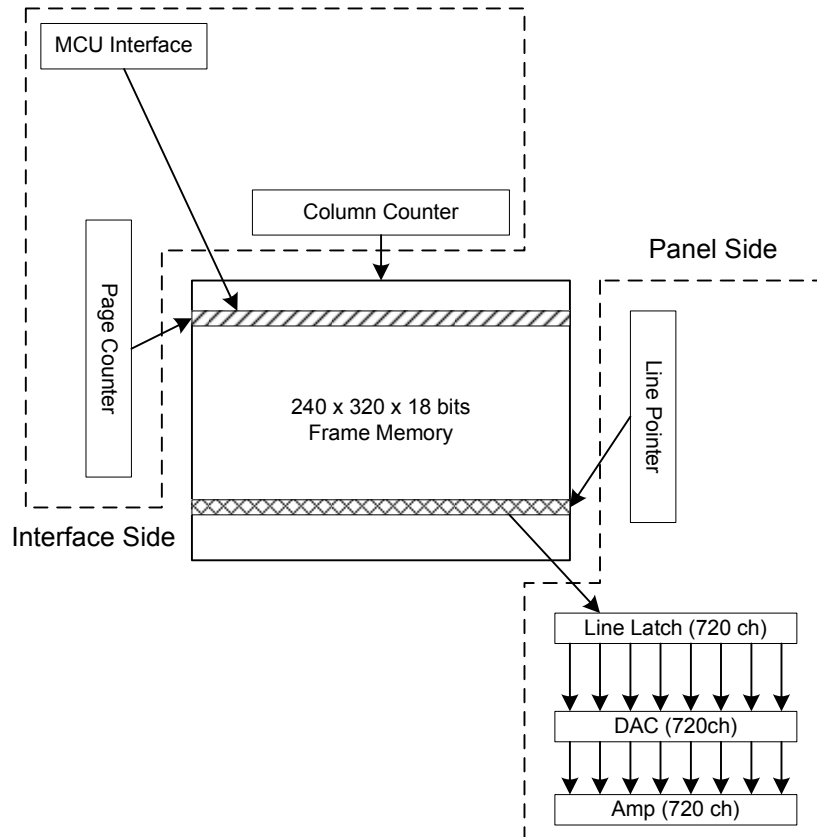 MCU Interface
Column Counter
Panel Side
Page Counter
240 x 320 x 18 bits
Frame Memory
Line Pointer
Interface Side
Line Latch (720 ch)
DAC (720ch)
Amp (720 ch)